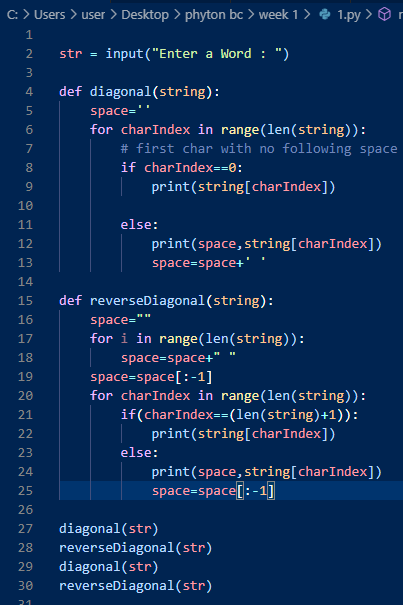 C: > Users > user > Desktop > phyton bc > week 1 > 1.py >
1
2 str = input("Enter a Word : ")
3
4 def diagonal(string):
5     space=''
6     for charIndex in range(len(string)):
7         # first char with no following space
8         if charIndex==0:
9             print(string[charIndex])
10
11         else:
12             print(space,string[charIndex])
13             space=space+' '
14
15 def reverseDiagonal(string):
16     space=""
17     for i in range(len(string)):
18         space=space+" "
19     space=space[:-1]
20     for charIndex in range(len(string)):
21         if(charIndex==(len(string)+1)):
22             print(string[charIndex])
23         else:
24             print(space,string[charIndex])
25             space=space[:-1]
26
27 diagonal(str)
28 reverseDiagonal(str)
29 diagonal(str)
30 reverseDiagonal(str)
31